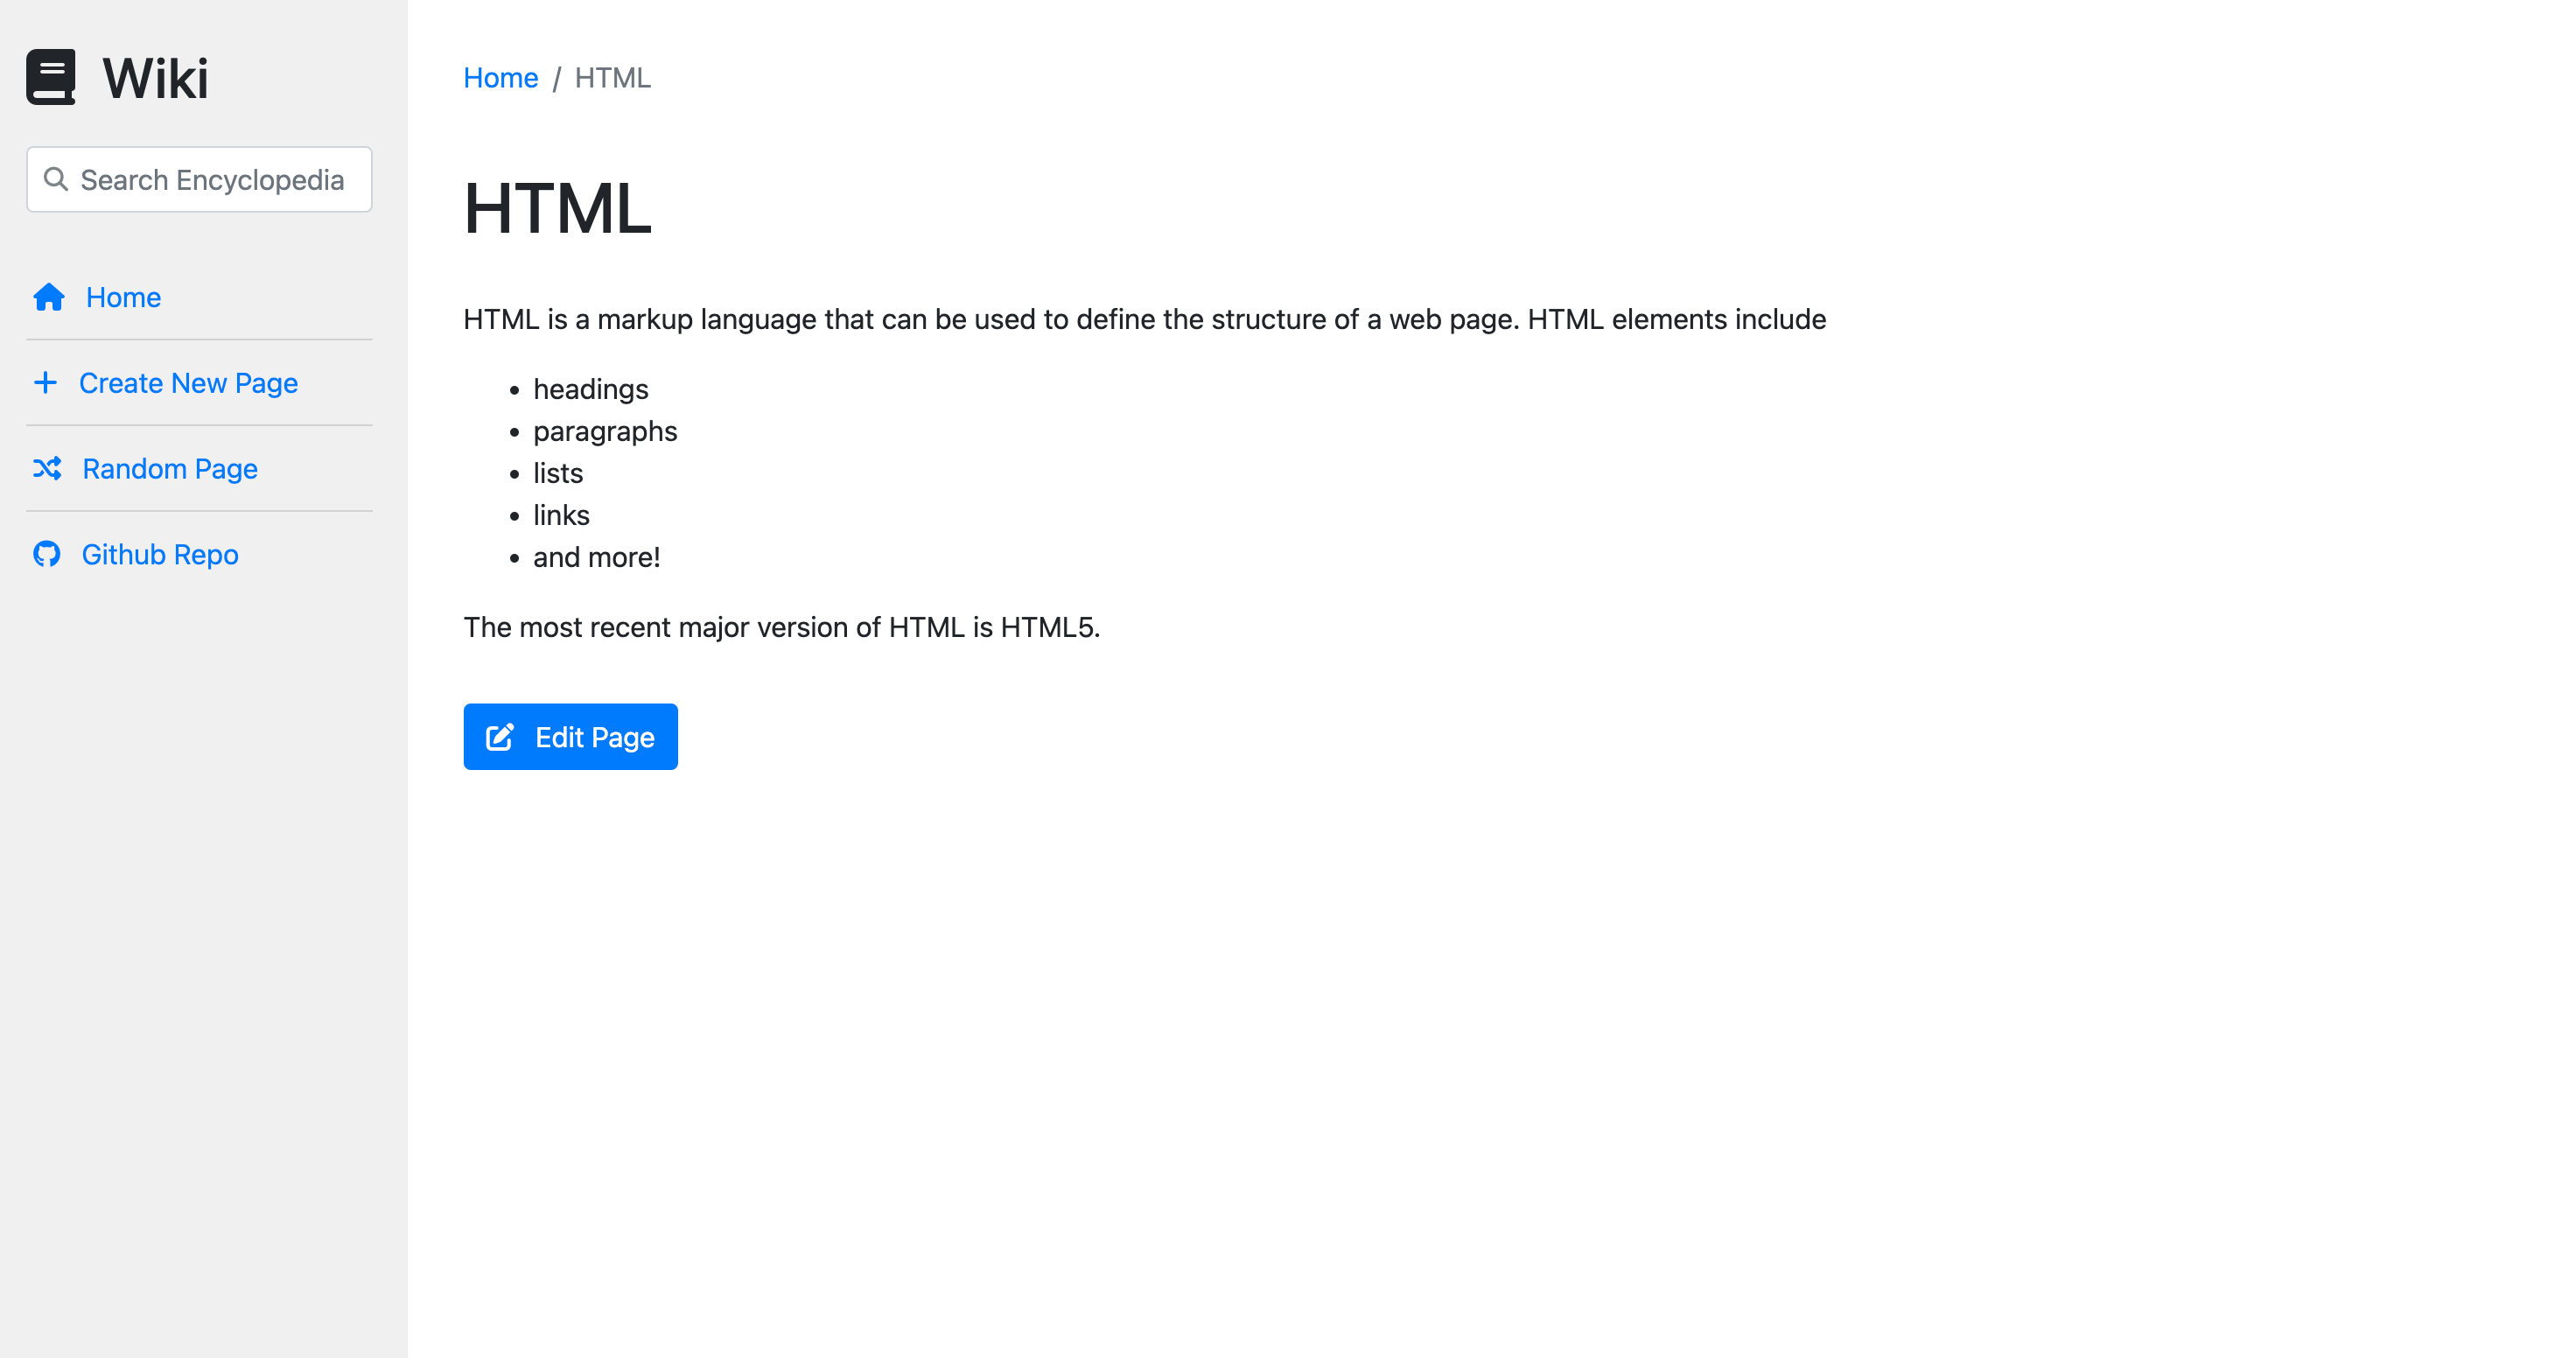 Wiki
Search Encyclopedia
Home
Create New Page
Random Page
Github Repo
Home / HTML
HTML
HTML is a markup language that can be used to define the structure of a web page. HTML elements include
• headings
• paragraphs
• lists
• links
• and more!
The most recent major version of HTML is HTML5.
Edit Page